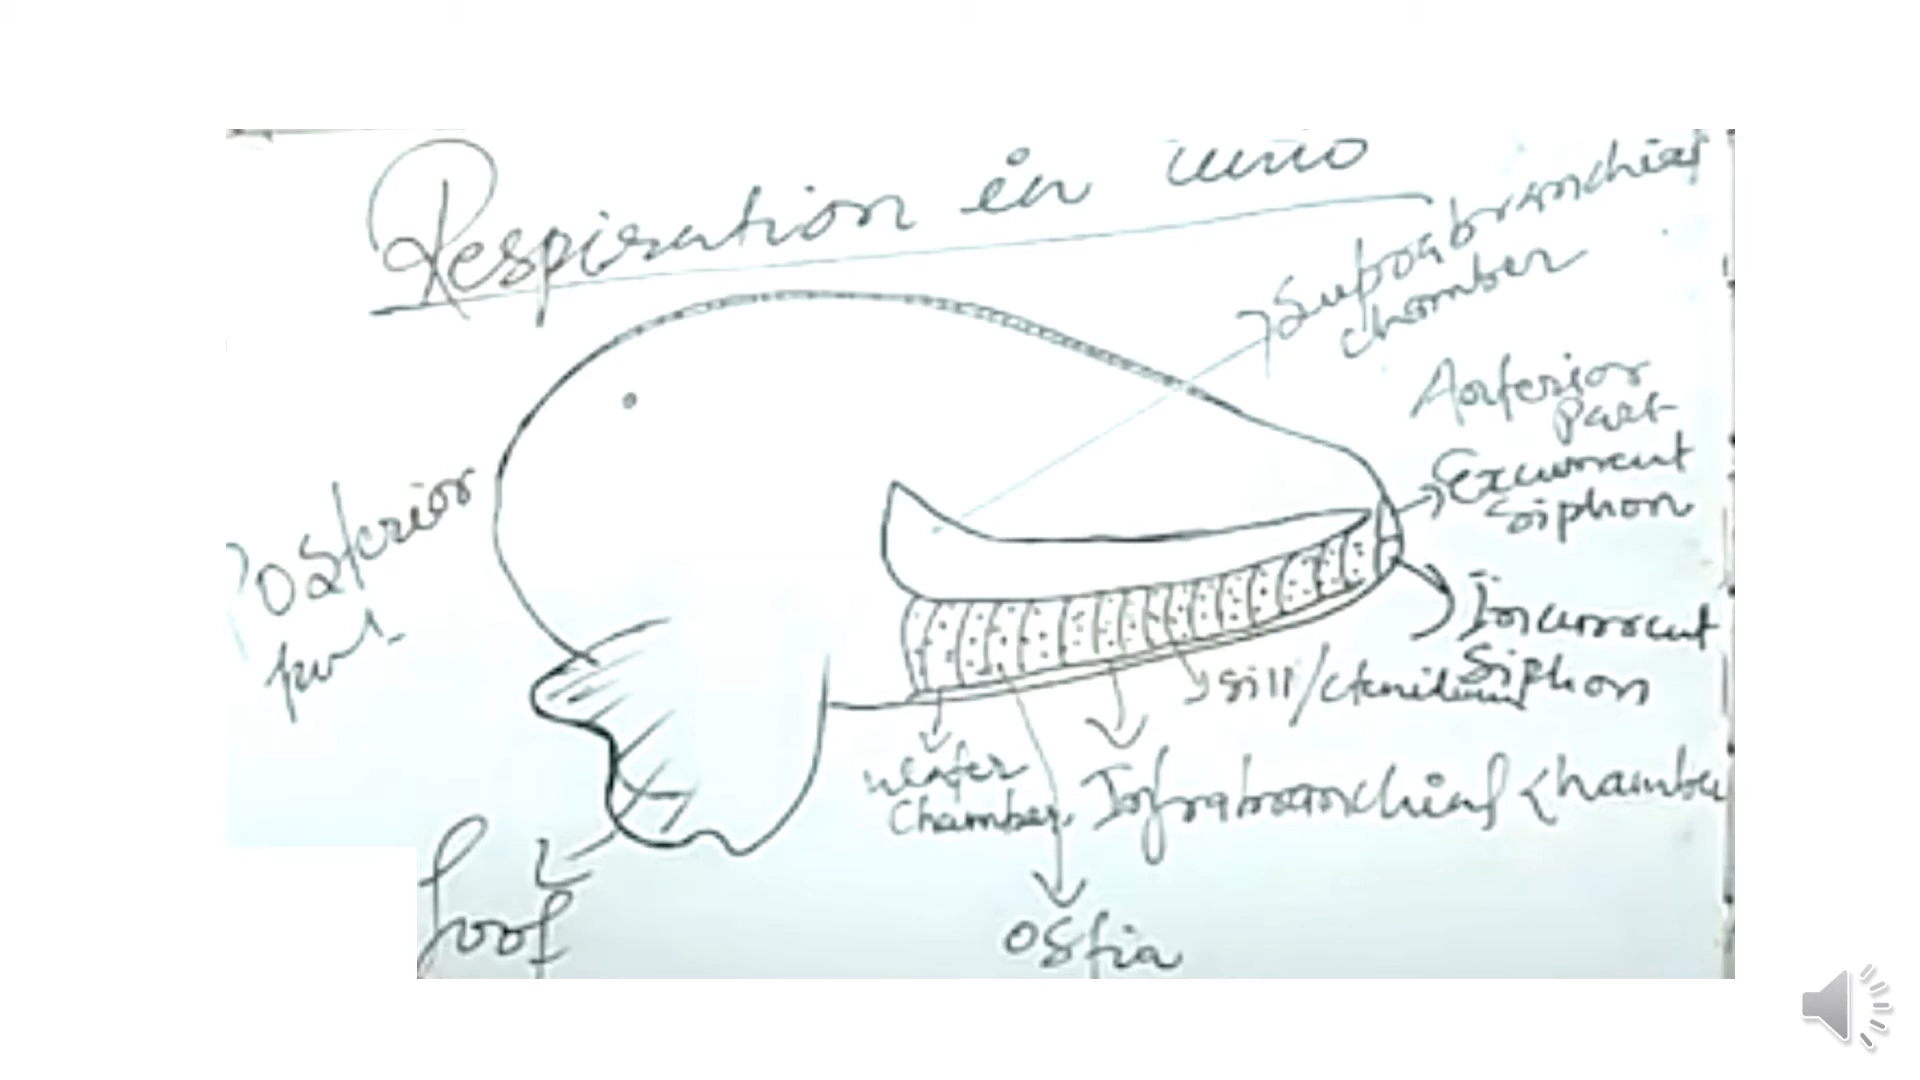 Respiration in unio
Suprabranchial
chamber
Anterior
Part
Excurrent
Siphon
Posterior
part
Incurrent
Siphon
Gill/ctenidium
Water
Chamber
Infrabranchial Chamber
foot
Ostia